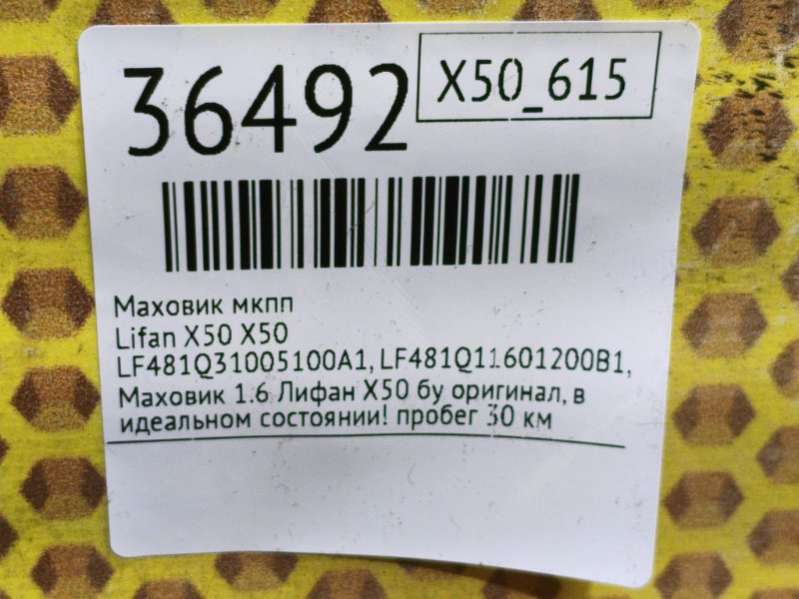 36492
X50_615
Маховик мкпп
Lifan X50 X50
LF481Q31005100A1, LF481Q11601200B1,
Маховик 1.6 Лифан Х50 бу оригинал, в
идеальном состоянии! пробег 30 км